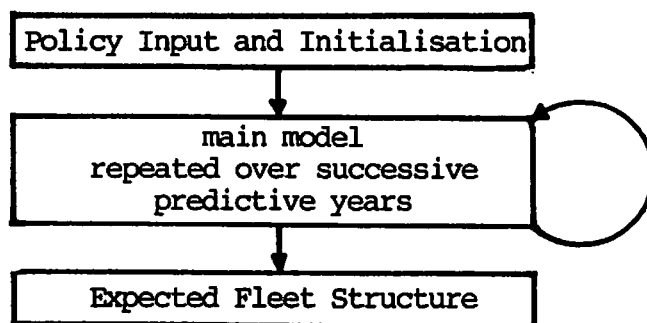 Policy Input and Initialisation
main model
repeated over successive
predictive years
Expected Fleet Structure